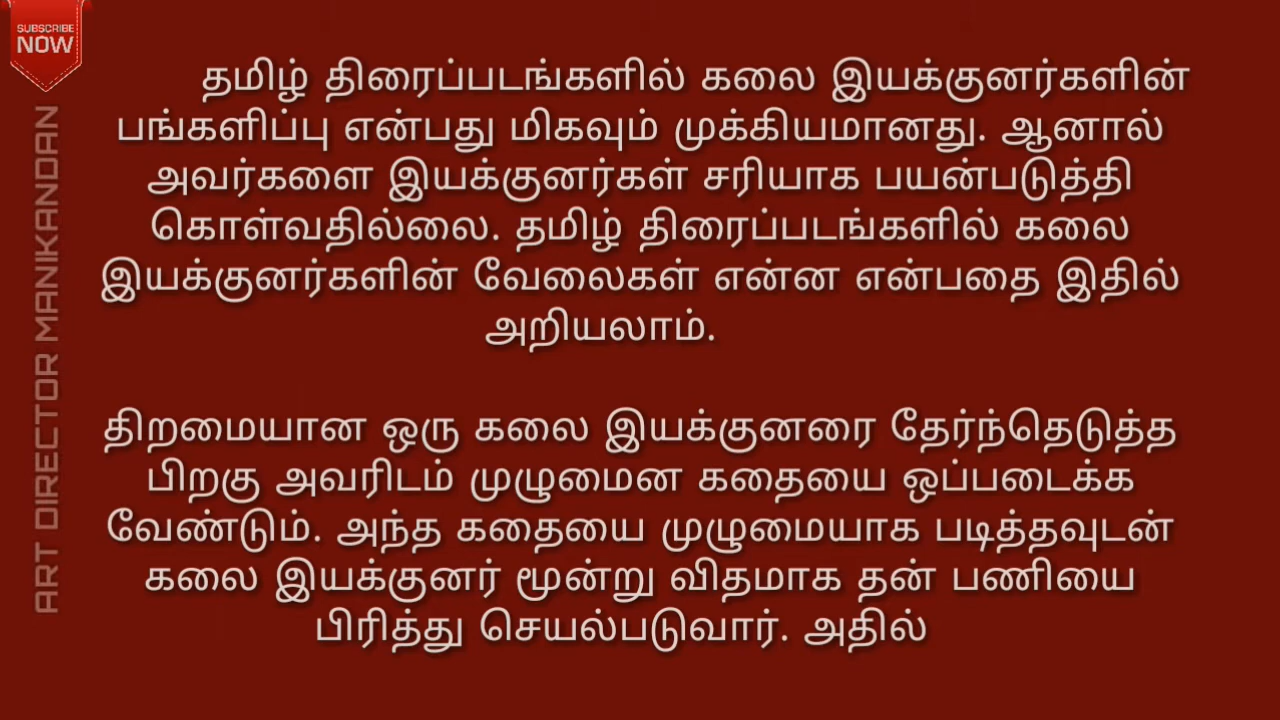 SUBSCRIBE
NOW
ART DIRECTOR MANIKANDAN
தமிழ் திரைப்படங்களில் கலை இயக்குனர்களின்
பங்களிப்பு என்பது மிகவும் முக்கியமானது. ஆனால்
அவர்களை இயக்குனர்கள் சரியாக பயன்படுத்தி
கொள்வதில்லை. தமிழ் திரைப்படங்களில் கலை
இயக்குனர்களின் வேலைகள் என்ன என்பதை இதில்
அறியலாம்.
திறமையான ஒரு கலை இயக்குனரை தேர்ந்தெடுத்த
பிறகு அவரிடம் முழுமைன கதையை ஒப்படைக்க
வேண்டும். அந்த கதையை முழுமையாக படித்தவுடன்
கலை இயக்குனர் மூன்று விதமாக தன் பணியை
பிரித்து செயல்படுவார். அதில்